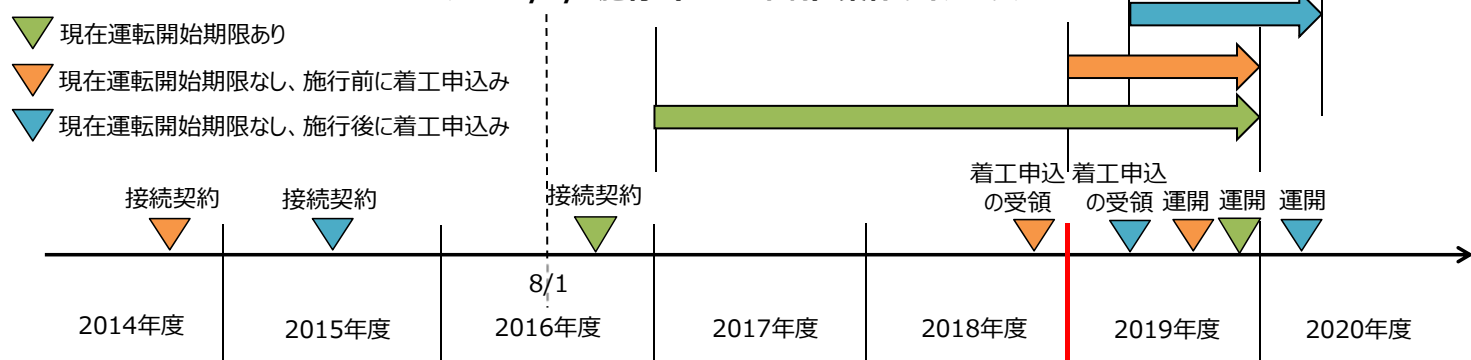 現在運転開始期限あり
現在運転開始期限なし、施行前に着工申込み
現在運転開始期限なし、施行後に着工申込み
接続契約
接続契約
接続契約
着工申込
の受領
着工申込
の受領
運開
運開
運開
8/1
2014年度
2015年度
2016年度
2017年度
2018年度
2019年度
2020年度